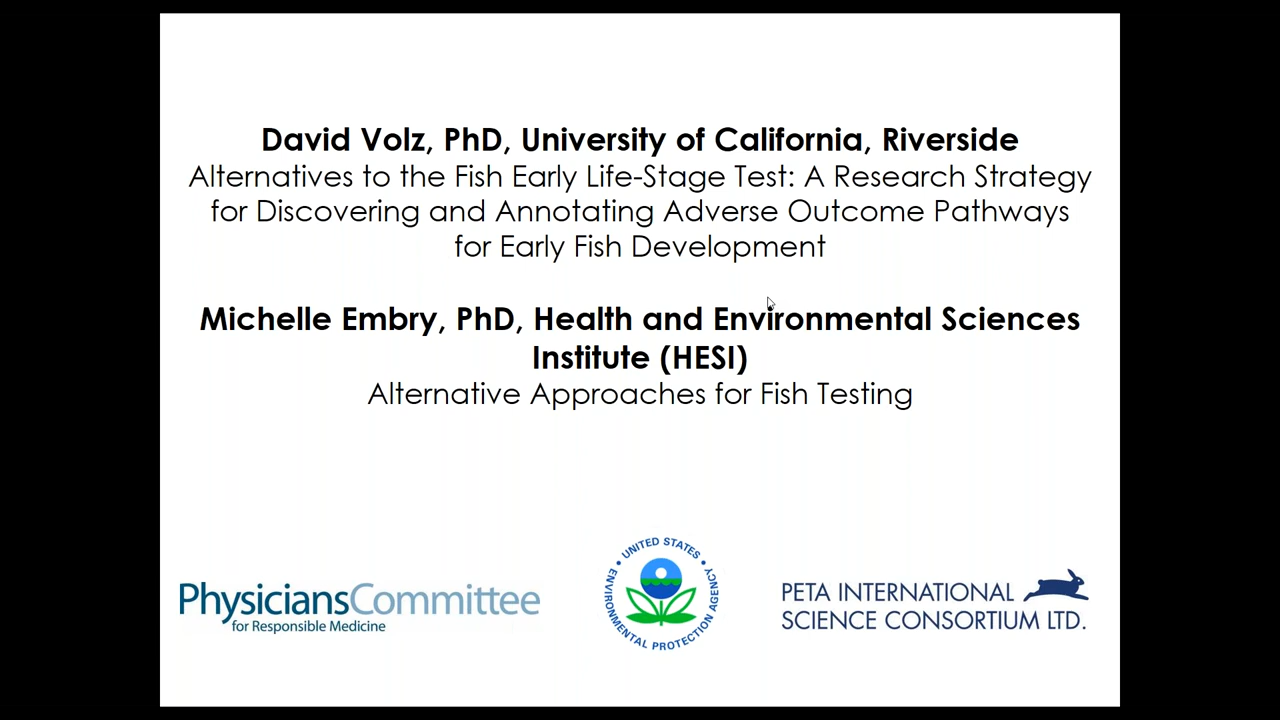 David Volz, PhD, University of California, Riverside
Alternatives to the Fish Early Life-Stage Test: A Research Strategy
for Discovering and Annotating Adverse Outcome Pathways
for Early Fish Development
Michelle Embry, PhD, Health and Environmental Sciences
Institute (HESI)
Alternative Approaches for Fish Testing
PhysiciansCommittee
for Responsible Medicine
UNITED STATES
ENVIRONMENTAL PROTECTION AGENCY
PETA INTERNATIONAL
SCIENCE CONSORTIUM LTD.